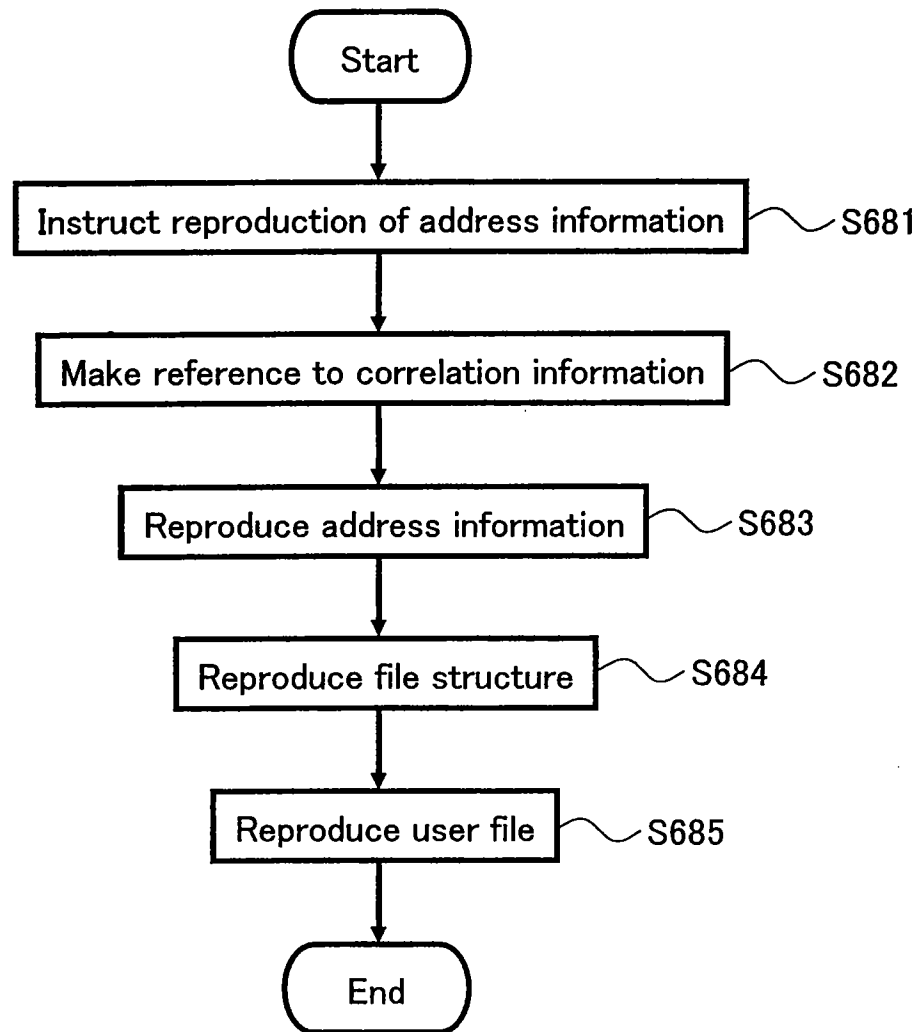 Start
Instruct reproduction of address information
S681
Make reference to correlation information
S682
Reproduce address information
S683
Reproduce file structure
S684
Reproduce user file
S685
End